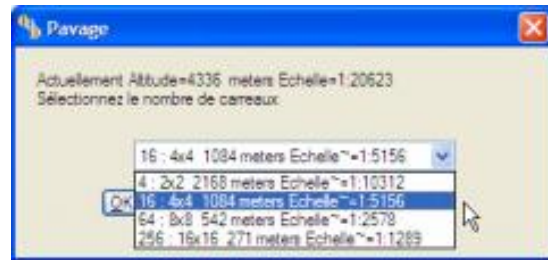 Pavage
Actuellement Altitude=4336 meters Echelle=1:20623
Sélectionnez le nombre de carreaux
16 : 4x4 1084 meters Echelle~=1:5156
4 : 2x2 2168 meters Echelle~=1:10312
OK
16 : 4x4 1084 meters Echelle~=1:5156
64 : 8x8 542 meters Echelle~=1:2578
256 : 16x16 271 meters Echelle~=1:1289